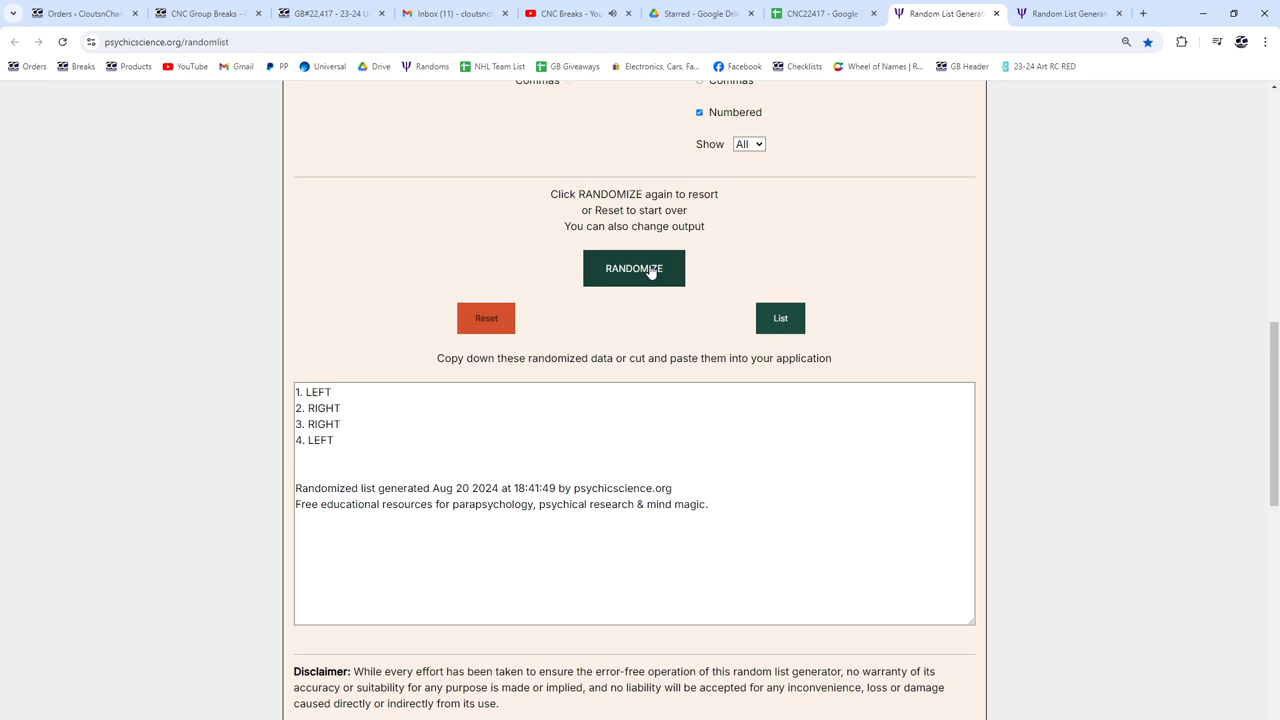 Orders ‹ CloutsnChar
CNC Group Breaks - C
GB#22,417 - 23-24 U
Inbox (11) - cloutsnc
CNC Breaks - You
Starred - Google Driv
CNC22417 - Google S
Random List Generat
Random List Generat
psychicscience.org/randomlist
Orders
Breaks
Products
YouTube
Gmail
PP
Universal
Drive
Randoms
NHL Team List
GB Giveaways
Electronics, Cars, Fa...
Facebook
Checklists
Wheel of Names | R...
GB Header
23-24 Art RC RED
Commas
Commas
Numbered
Show All
Click RANDOMIZE again to resort
or Reset to start over
You can also change output
RANDOMIZE
Reset
List
Copy down these randomized data or cut and paste them into your application
1. LEFT
2. RIGHT
3. RIGHT
4. LEFT
Randomized list generated Aug 20 2024 at 18:41:49 by psychicscience.org
Free educational resources for parapsychology, psychical research & mind magic.
Disclaimer: While every effort has been taken to ensure the error-free operation of this random list generator, no warranty of its
accuracy or suitability for any purpose is made or implied, and no liability will be accepted for any inconvenience, loss or damage
caused directly or indirectly from its use.